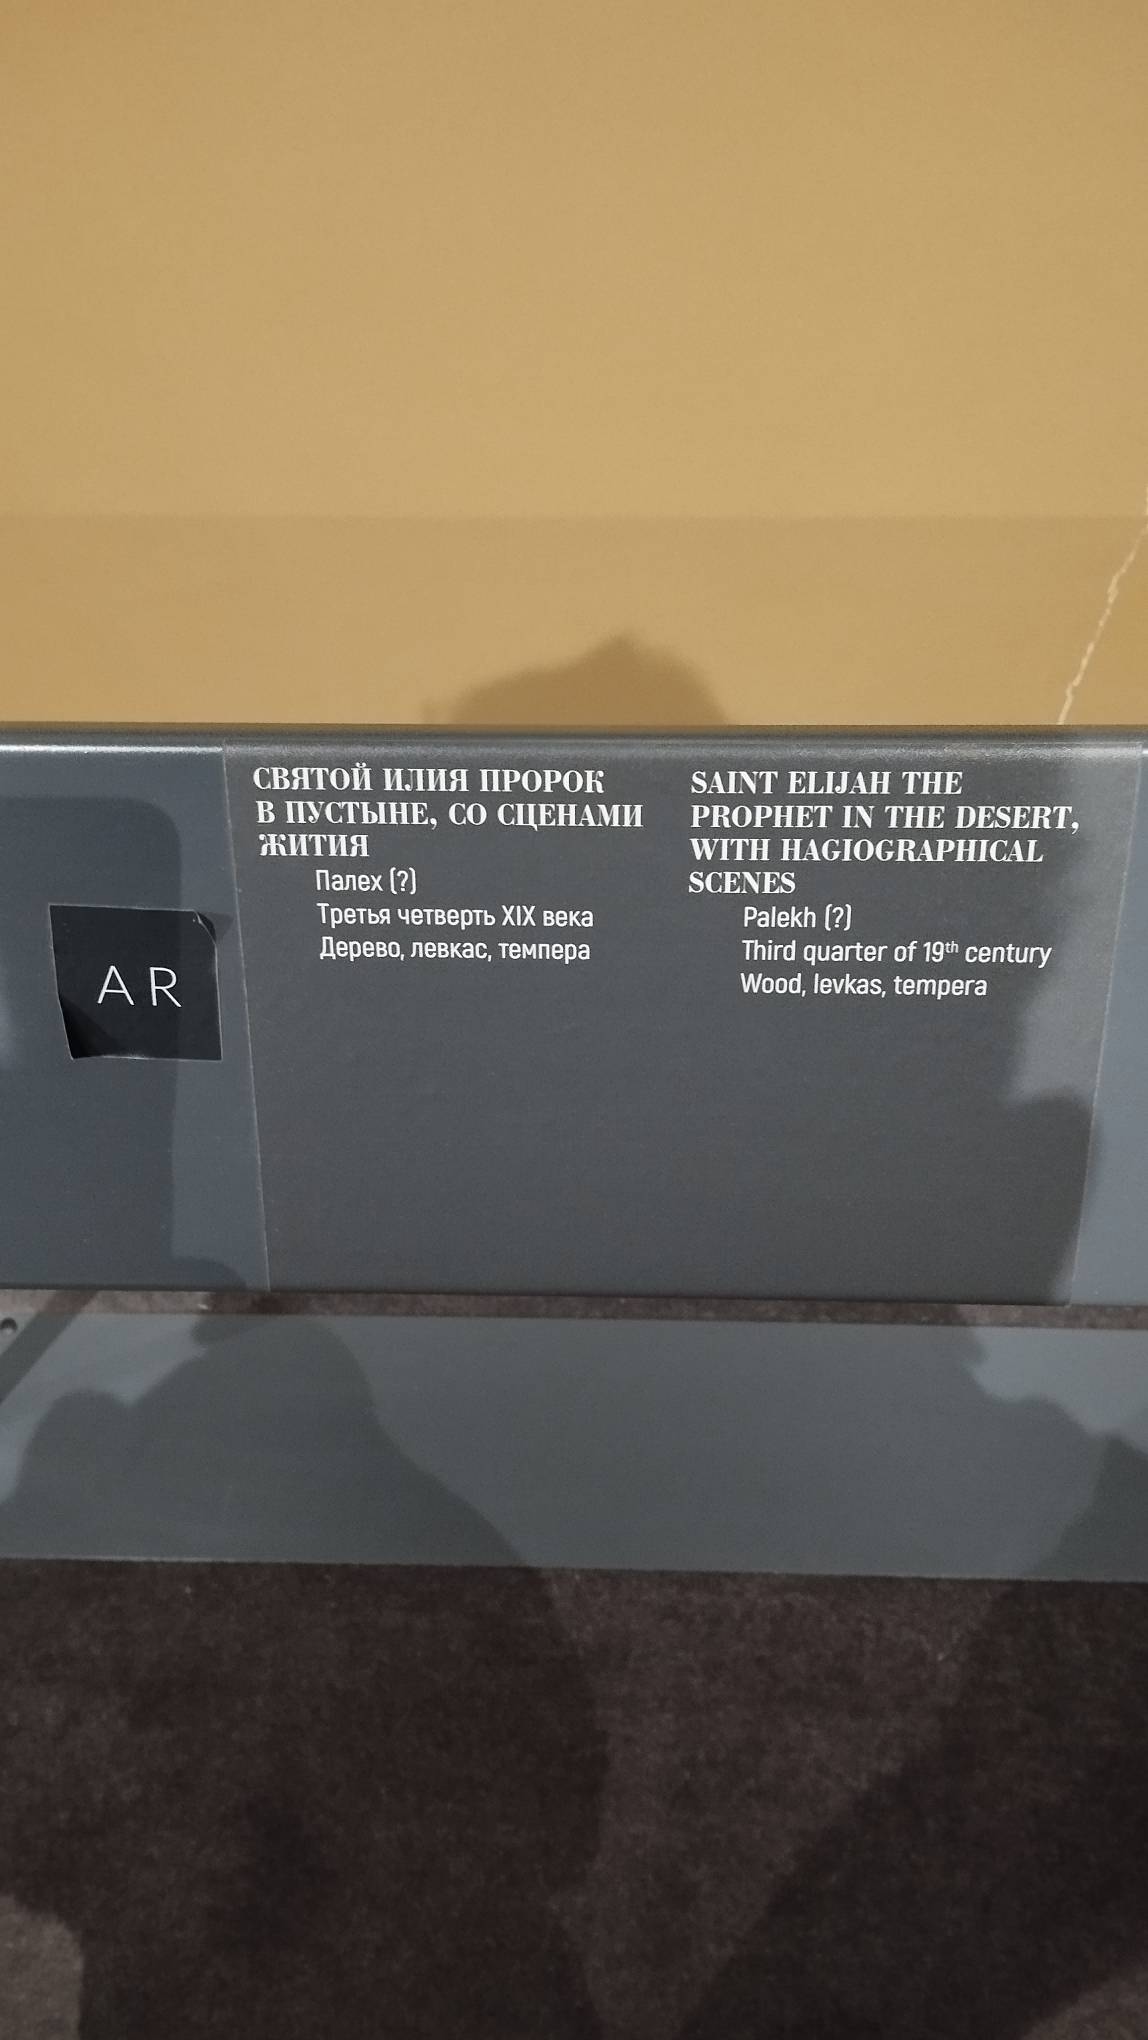 СВЯТОЙ ИЛИЯ ПРОРОК
В ПУСТЫНЕ, СО СЦЕНАМИ
ЖИТИЯ
Палех (?)
Третья четверть XIX века
Дерево, левкас, темпера
SAINT ELIJAH THE
PROPHET IN THE DESERT,
WITH HAGIOGRAPHICAL
SCENES
Palekh (?)
Third quarter of 19th century
Wood, levkas, tempera
AR